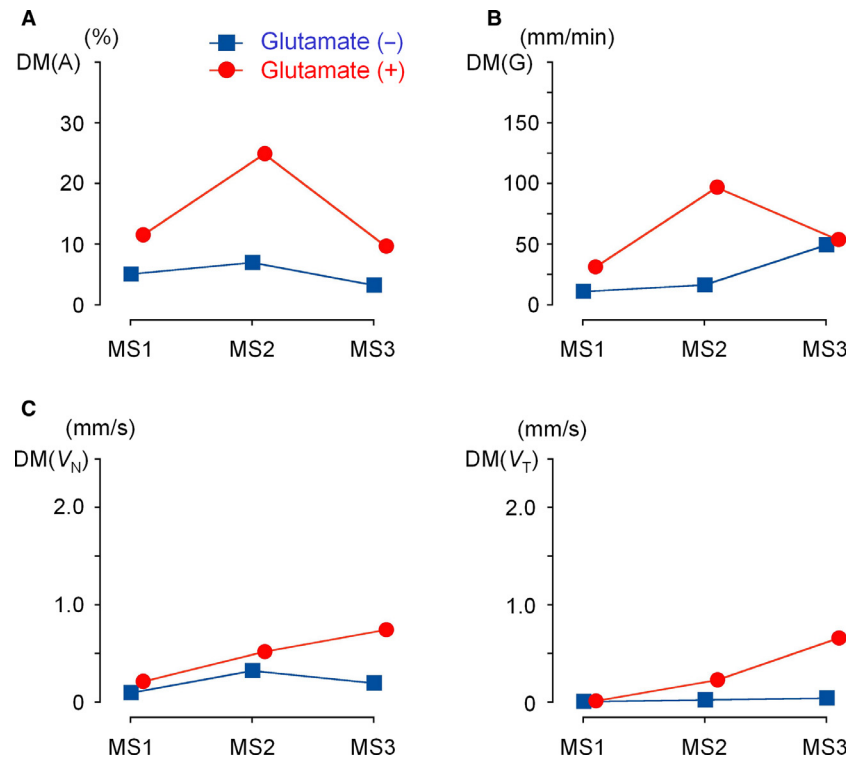 A
(%)
DM(A)
Glutamate (–)
Glutamate (+)
30
20
10
0
MS1 MS2 MS3
B
(mm/min)
DM(G)
150
100
50
0
MS1 MS2 MS3
C
(mm/s)
DM(VN)
2.0
1.0
0
MS1 MS2 MS3
(mm/s)
DM(VT)
2.0
1.0
0
MS1 MS2 MS3